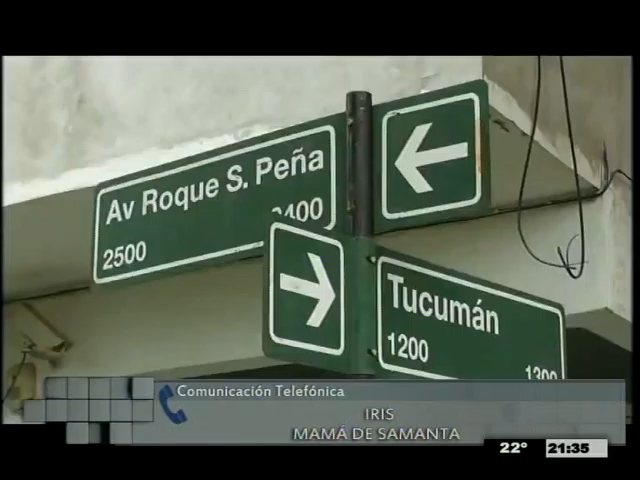 Av Roque S. Peña
2500 2400
Tucumán
1200 1300
Comunicación Telefónica
IRIS
MAMÁ DE SAMANTA
22° 21:35